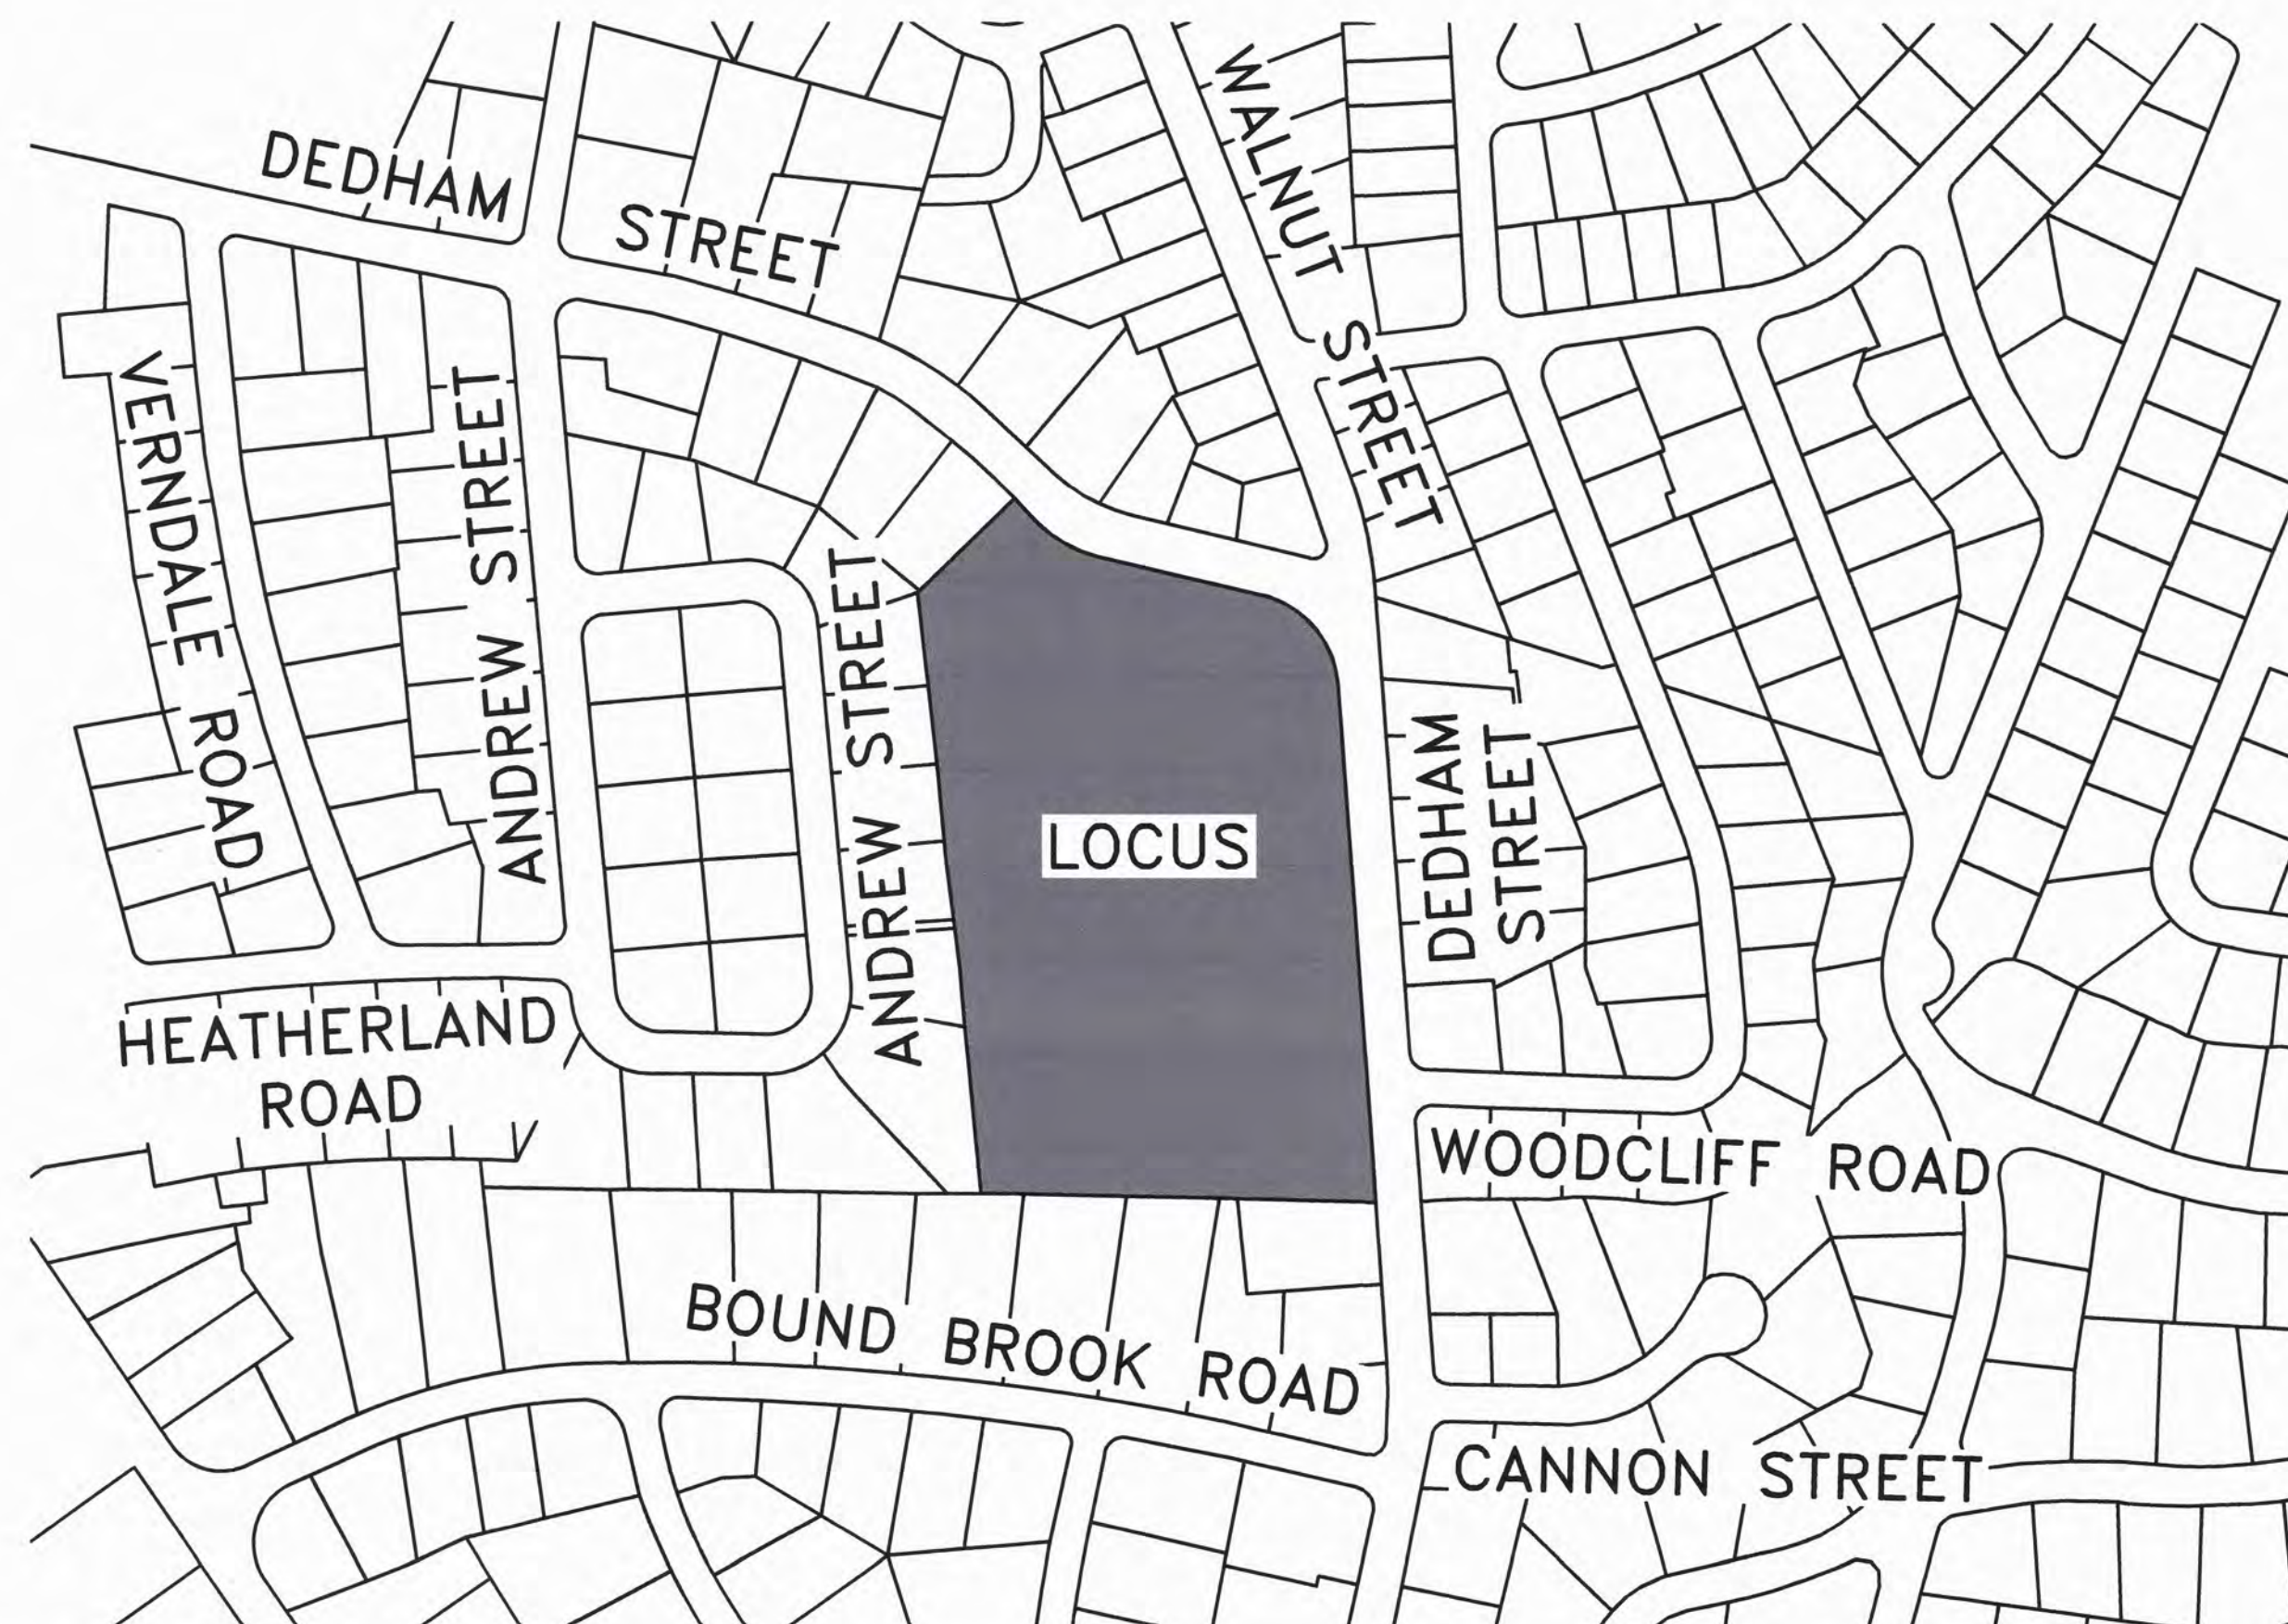 DEDHAM
STREET
WALNUT STREET
VERNDALE ROAD
ANDREW STREET
ANDREW STREET
LOCUS
DEDHAM
STREET
HEATHERLAND
ROAD
WOODCLIFF ROAD
BOUND BROOK ROAD
CANNON STREET